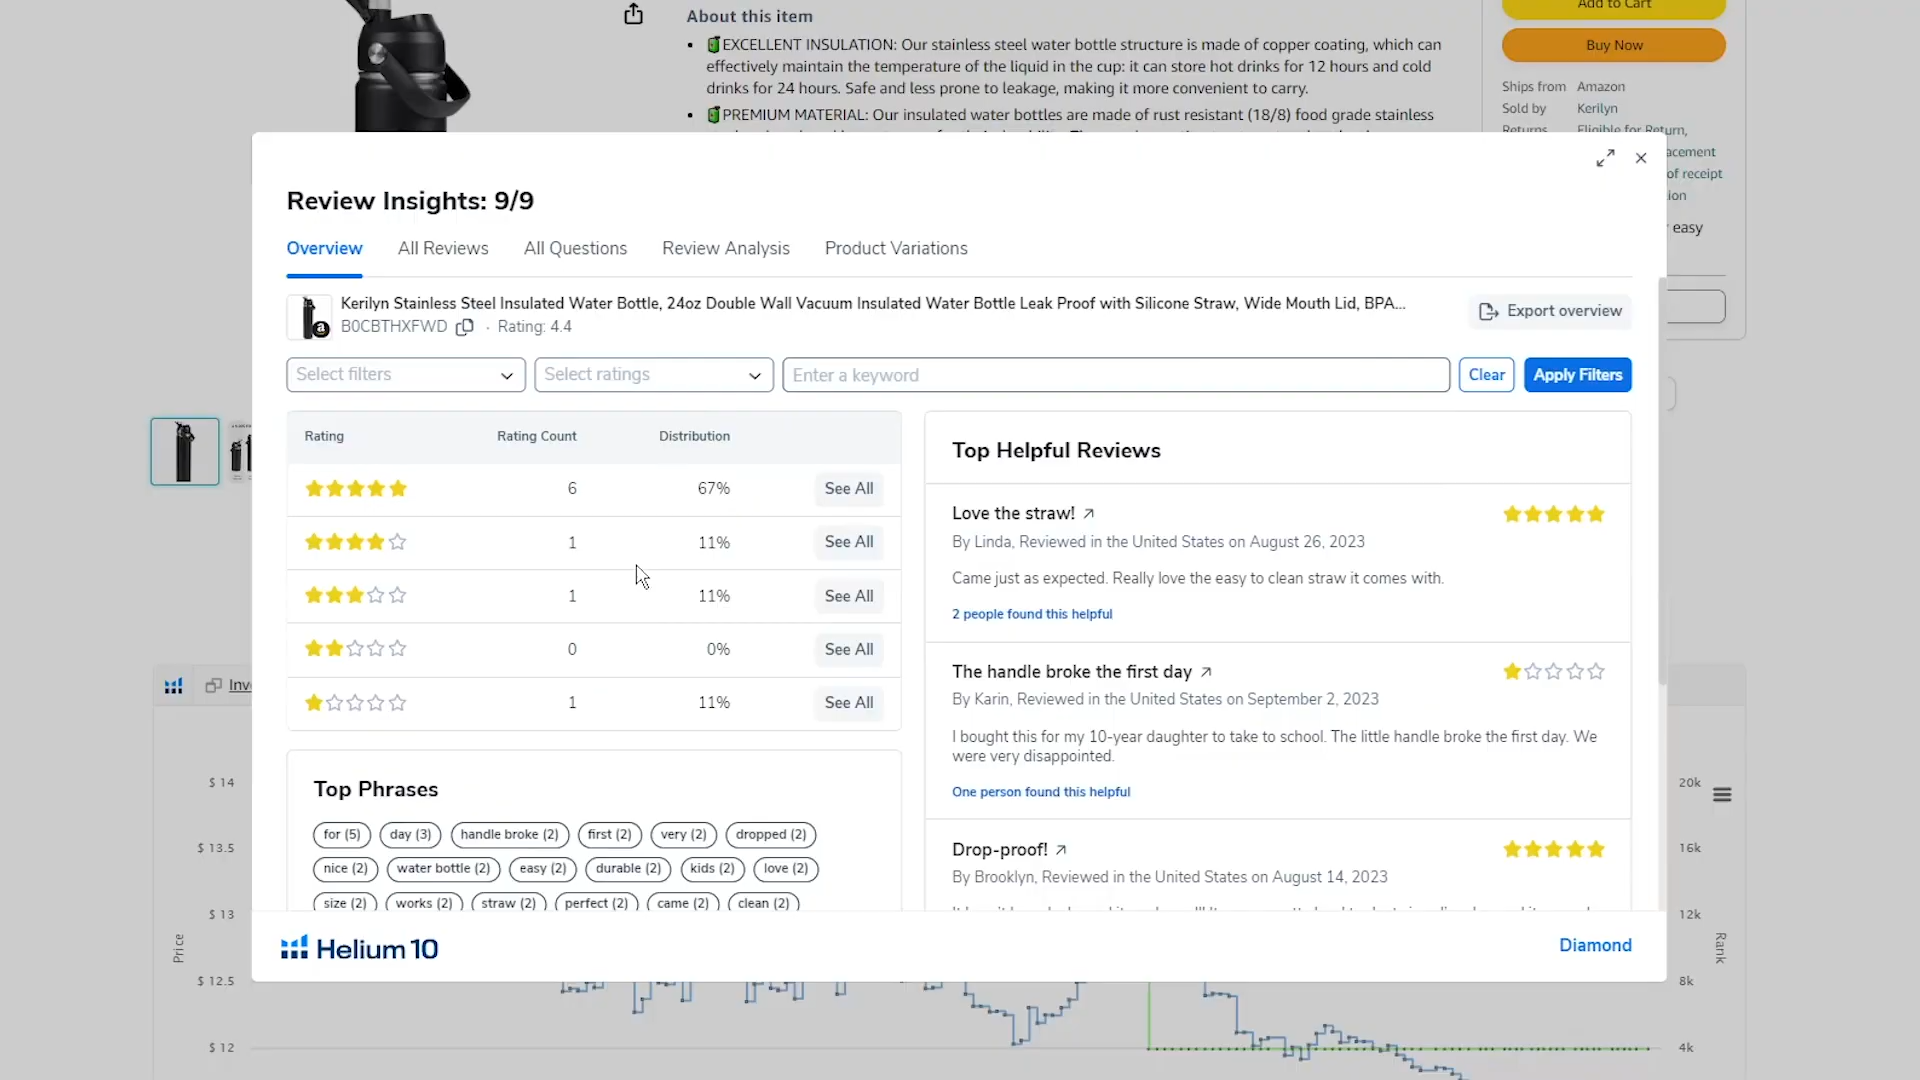 About this item
Add to Cart
EXCELLENT INSULATION: Our stainless steel water bottle structure is made of copper coating, which can
effectively maintain the temperature of the liquid in the cup: it can store hot drinks for 12 hours and cold
drinks for 24 hours. Safe and less prone to leakage, making it more convenient to carry.
PREMIUM MATERIAL: Our insulated water bottles are made of rust resistant (18/8) food grade stainless
Buy Now
Ships from Amazon
Sold by Kerilyn
Returns Eligible for Return,
of receipt
easy
Review Insights: 9/9
Overview All Reviews All Questions Review Analysis Product Variations
Kerilyn Stainless Steel Insulated Water Bottle, 24oz Double Wall Vacuum Insulated Water Bottle Leak Proof with Silicone Straw, Wide Mouth Lid, BPA...
B0CBTHXFWD · Rating: 4.4
Export overview
Select filters Select ratings Enter a keyword Clear Apply Filters
Rating Rating Count Distribution
6 67% See All
1 11% See All
1 11% See All
0 0% See All
1 11% See All
Top Phrases
for (5) day (3) handle broke (2) first (2) very (2) dropped (2)
nice (2) water bottle (2) easy (2) durable (2) kids (2) love (2)
size (2) works (2) straw (2) perfect (2) came (2) clean (2)
Top Helpful Reviews
Love the straw!
By Linda, Reviewed in the United States on August 26, 2023
Came just as expected. Really love the easy to clean straw it comes with.
2 people found this helpful
The handle broke the first day
By Karin, Reviewed in the United States on September 2, 2023
I bought this for my 10-year daughter to take to school. The little handle broke the first day. We
were very disappointed.
One person found this helpful
Drop-proof!
By Brooklyn, Reviewed in the United States on August 14, 2023
Helium 10
Diamond
$ 14
$ 13.5
$ 13
$ 12.5
$ 12
Price
20k
16k
12k
8k
4k
Rank